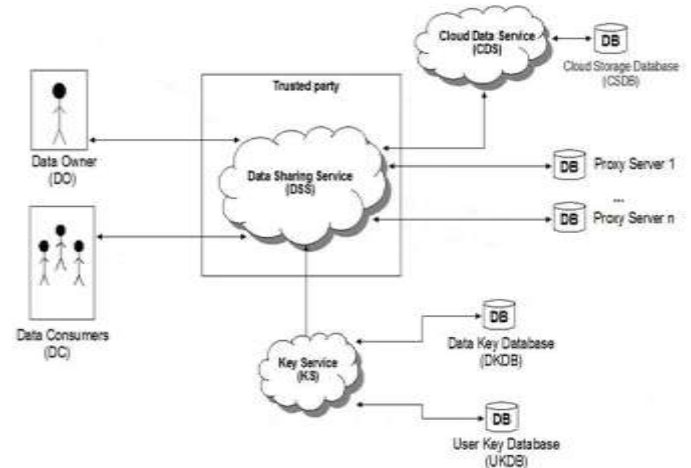 Cloud Data Service
(CDS)
DB
Cloud Storage Database
(CSDB)
Trusted party
Data Owner
(DO)
Data Sharing Service
(DSS)
DB
Proxy Server 1
...
DB
Proxy Server n
Data Consumers
(DC)
Key Service
(KS)
DB
Data Key Database
(DKDB)
DB
User Key Database
(UKDB)